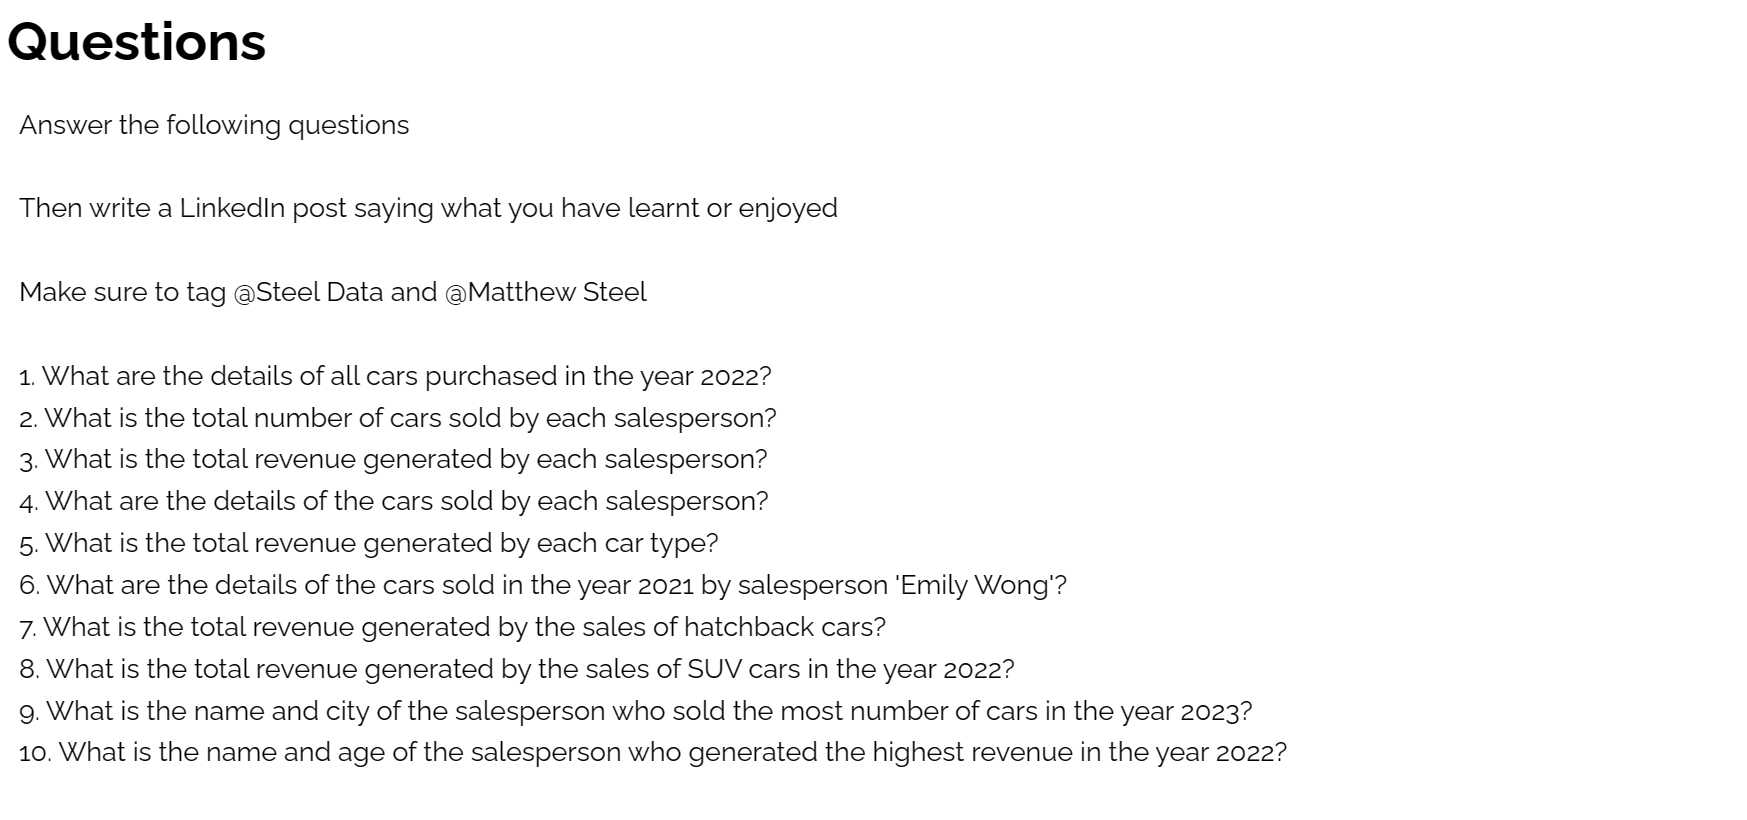 Questions
Answer the following questions
Then write a LinkedIn post saying what you have learnt or enjoyed
Make sure to tag @Steel Data and @Matthew Steel
1. What are the details of all cars purchased in the year 2022?
2. What is the total number of cars sold by each salesperson?
3. What is the total revenue generated by each salesperson?
4. What are the details of the cars sold by each salesperson?
5. What is the total revenue generated by each car type?
6. What are the details of the cars sold in the year 2021 by salesperson 'Emily Wong'?
7. What is the total revenue generated by the sales of hatchback cars?
8. What is the total revenue generated by the sales of SUV cars in the year 2022?
9. What is the name and city of the salesperson who sold the most number of cars in the year 2023?
10. What is the name and age of the salesperson who generated the highest revenue in the year 2022?